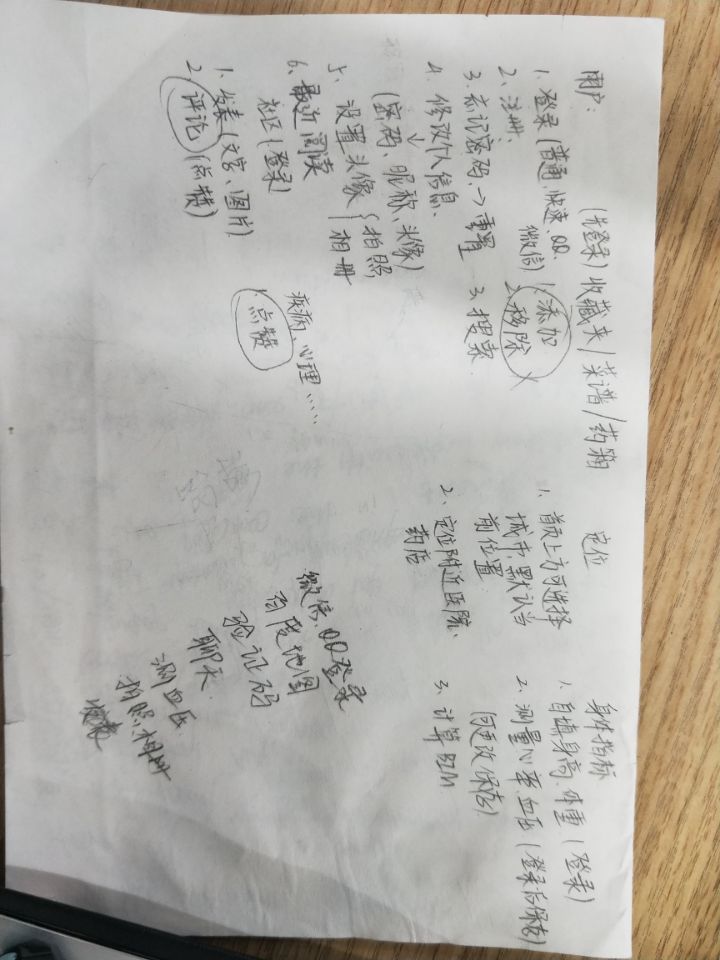 用户：
1. 登录(普通、快速、QQ、
微信)
2. 注册、
3. 忘记密码、→重置
4. 修改个人信息.
↓
(密码、昵称、头像)
5. 设置头像 { 拍照
相册
6. 最近阅读
社区(登录)
1. 发表(文字、图片)
2. 评论 (点赞)
(先登录) 收藏夹/菜谱/药箱
1. 添加
2. 移除
3. 搜索
疾病、心理……
1. 点赞
定位
1. 首页上方可选择
城市、默认当
前位置
2. 定位附近医院、
药店
身体指标
1. 自填身高、体重 (登录)
2. 测量心率、血压 (登录后保存)
(可更改、保存)
3. 计算BIM
微信、QQ登录
百度地图
验证码
聊天
测血压
拍照、相册